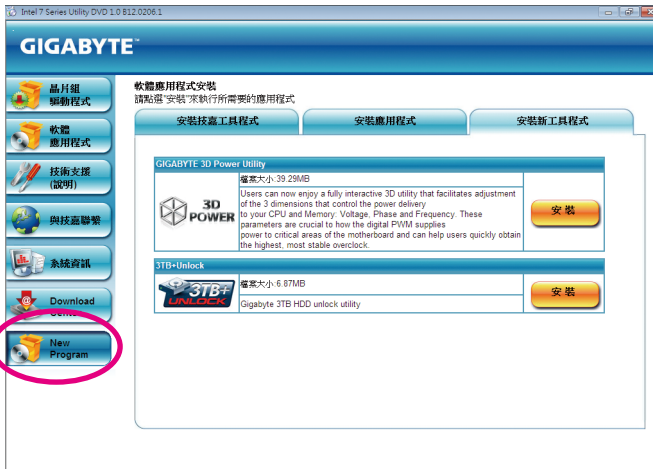 Intel 7 Series Utility DVD 1.0 B12.0206.1
GIGABYTE™
晶片組
驅動程式
軟體
應用程式
技術支援
(說明)
與技嘉聯繫
系統資訊
Download
Center
New
Program
軟體應用程式安裝
請點選"安裝"來執行所需要的應用程式
安裝技嘉工具程式
安裝應用程式
安裝新工具程式
GIGABYTE 3D Power Utility
3D
POWER
檔案大小:39.29MB
Users can now enjoy a fully interactive 3D utility that facilitates adjustment
of the 3 dimensions that control the power delivery
to your CPU and Memory: Voltage, Phase and Frequency. These
parameters are crucial to how the digital PWM supplies
power to critical areas of the motherboard and can help users quickly obtain
the highest, most stable overclock.
安裝
3TB+Unlock
3TB+
UNLOCK
檔案大小:6.87MB
Gigabyte 3TB HDD unlock utility
安裝